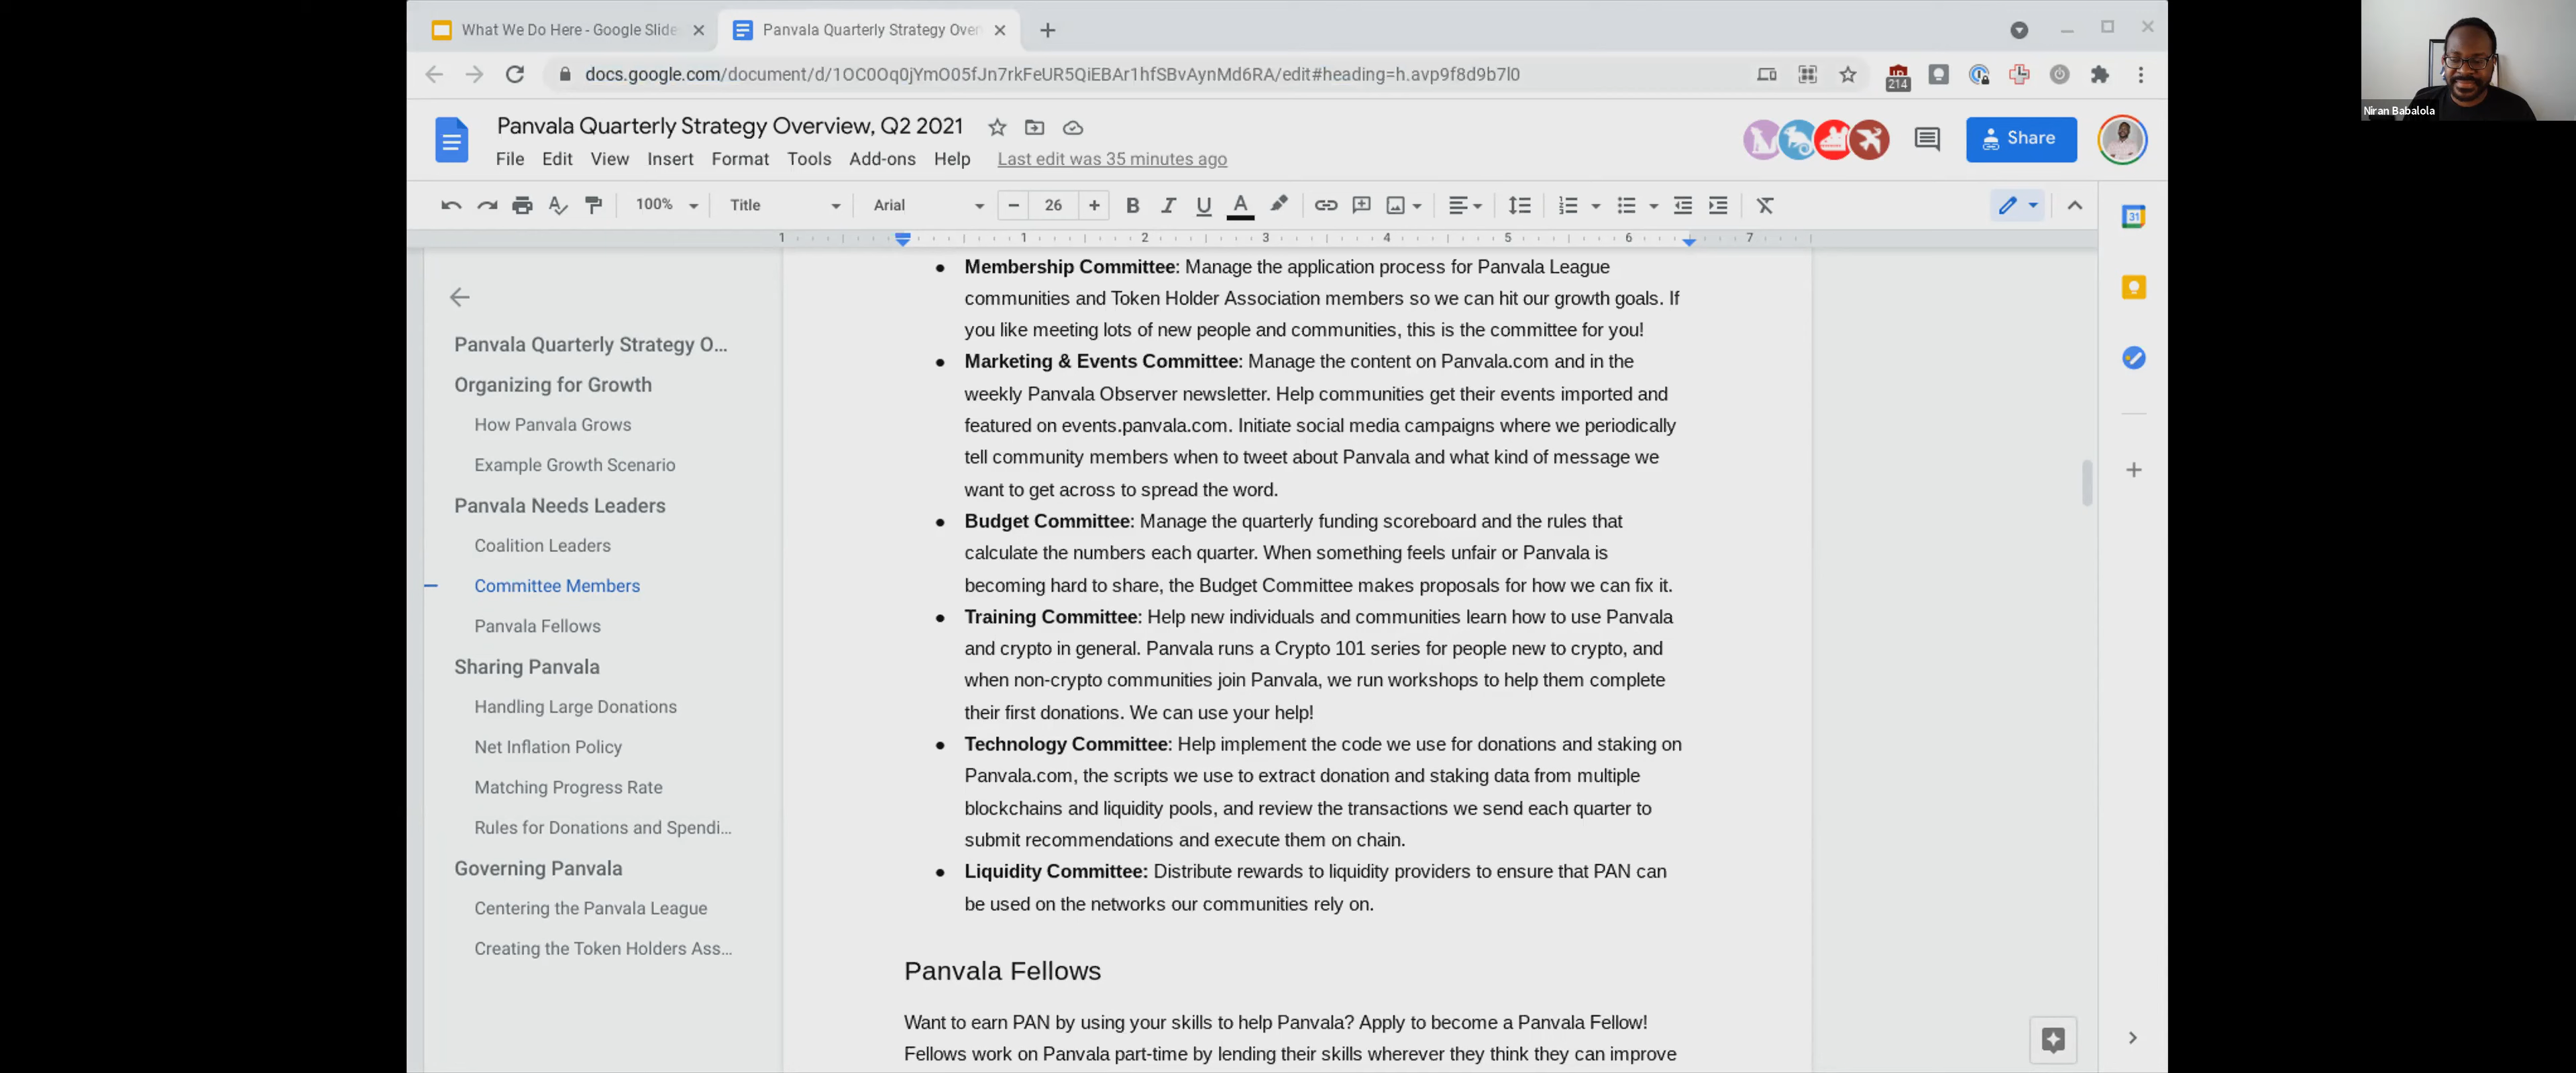 What We Do Here - Google Slide
Panvala Quarterly Strategy Over
docs.google.com/document/d/1OC0Oq0jYmO05fJn7rkFeUR5QiEBAr1hfSBvAynMd6RA/edit#heading=h.avp9f8d9b7l0
214
Niran Babalola
Panvala Quarterly Strategy Overview, Q2 2021
File Edit View Insert Format Tools Add-ons Help Last edit was 35 minutes ago
Share
100% Title Arial 26 B I U A
31
1 1 2 3 4 5 6 7
Panvala Quarterly Strategy O...
Organizing for Growth
How Panvala Grows
Example Growth Scenario
Panvala Needs Leaders
Coalition Leaders
Committee Members
Panvala Fellows
Sharing Panvala
Handling Large Donations
Net Inflation Policy
Matching Progress Rate
Rules for Donations and Spendi...
Governing Panvala
Centering the Panvala League
Creating the Token Holders Ass...
● Membership Committee: Manage the application process for Panvala League
communities and Token Holder Association members so we can hit our growth goals. If
you like meeting lots of new people and communities, this is the committee for you!
● Marketing & Events Committee: Manage the content on Panvala.com and in the
weekly Panvala Observer newsletter. Help communities get their events imported and
featured on events.panvala.com. Initiate social media campaigns where we periodically
tell community members when to tweet about Panvala and what kind of message we
want to get across to spread the word.
● Budget Committee: Manage the quarterly funding scoreboard and the rules that
calculate the numbers each quarter. When something feels unfair or Panvala is
becoming hard to share, the Budget Committee makes proposals for how we can fix it.
● Training Committee: Help new individuals and communities learn how to use Panvala
and crypto in general. Panvala runs a Crypto 101 series for people new to crypto, and
when non-crypto communities join Panvala, we run workshops to help them complete
their first donations. We can use your help!
● Technology Committee: Help implement the code we use for donations and staking on
Panvala.com, the scripts we use to extract donation and staking data from multiple
blockchains and liquidity pools, and review the transactions we send each quarter to
submit recommendations and execute them on chain.
● Liquidity Committee: Distribute rewards to liquidity providers to ensure that PAN can
be used on the networks our communities rely on.
Panvala Fellows
Want to earn PAN by using your skills to help Panvala? Apply to become a Panvala Fellow!
Fellows work on Panvala part-time by lending their skills wherever they think they can improve